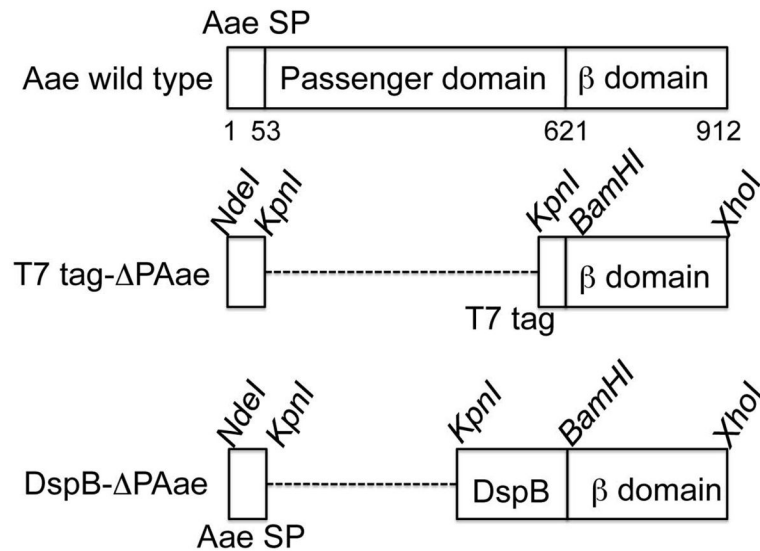 Aae SP
Aae wild type Passenger domain β domain
1 53 621 912
NdeI KpnI KpnI BamHI XhoI
T7 tag-ΔPAae β domain
T7 tag
NdeI KpnI KpnI BamHI XhoI
DspB-ΔPAae DspB β domain
Aae SP